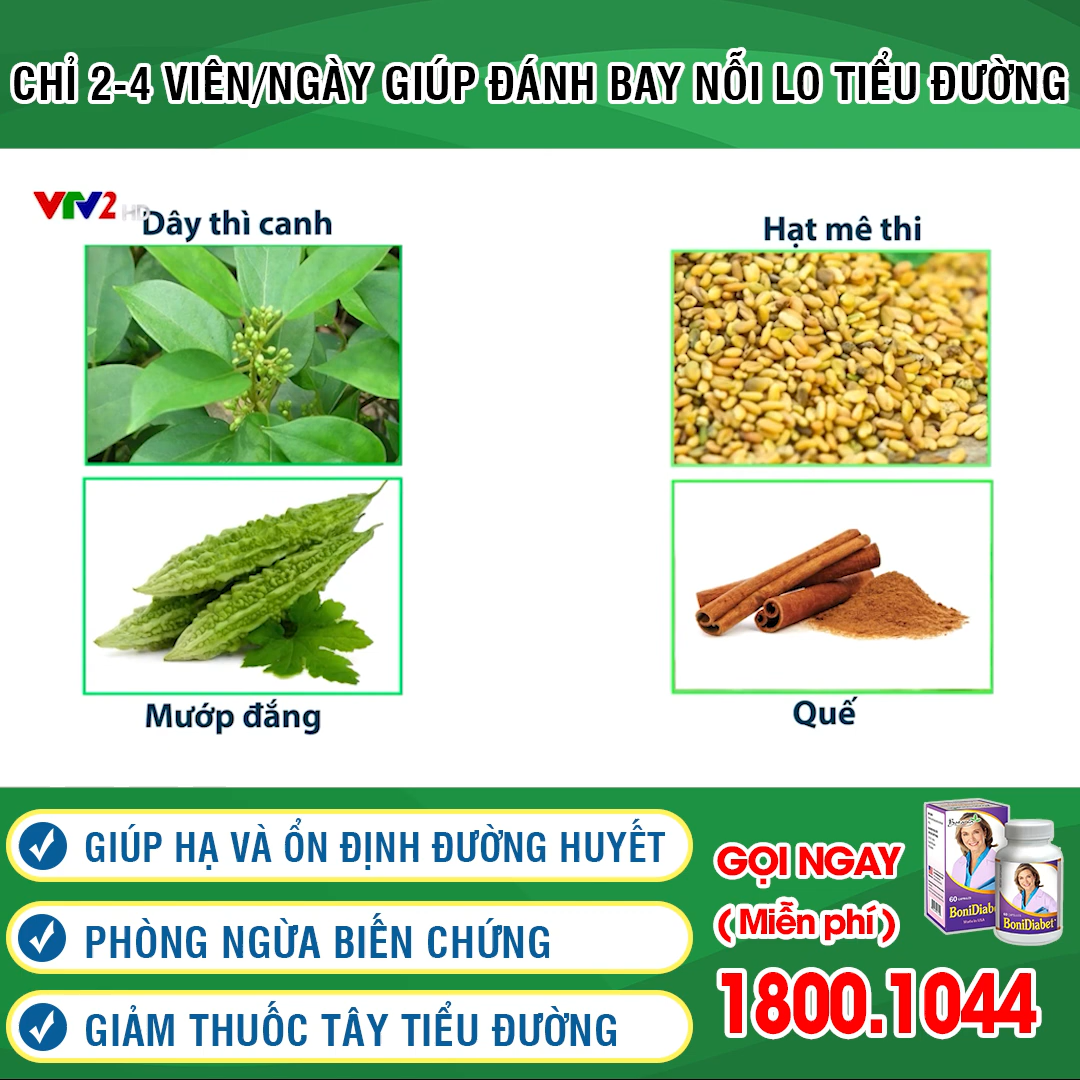 CHỈ 2-4 VIÊN/NGÀY GIÚP ĐÁNH BAY NỖI LO TIỂU ĐƯỜNG
VTV2 HD
Dây thì canh
Hạt mê thi
Mướp đắng
Quế
GIÚP HẠ VÀ ỔN ĐỊNH ĐƯỜNG HUYẾT
PHÒNG NGỪA BIẾN CHỨNG
GIẢM THUỐC TÂY TIỂU ĐƯỜNG
GỌI NGAY
( Miễn phí )
1800.1044
60
BoniDiabe
BoniDiabet